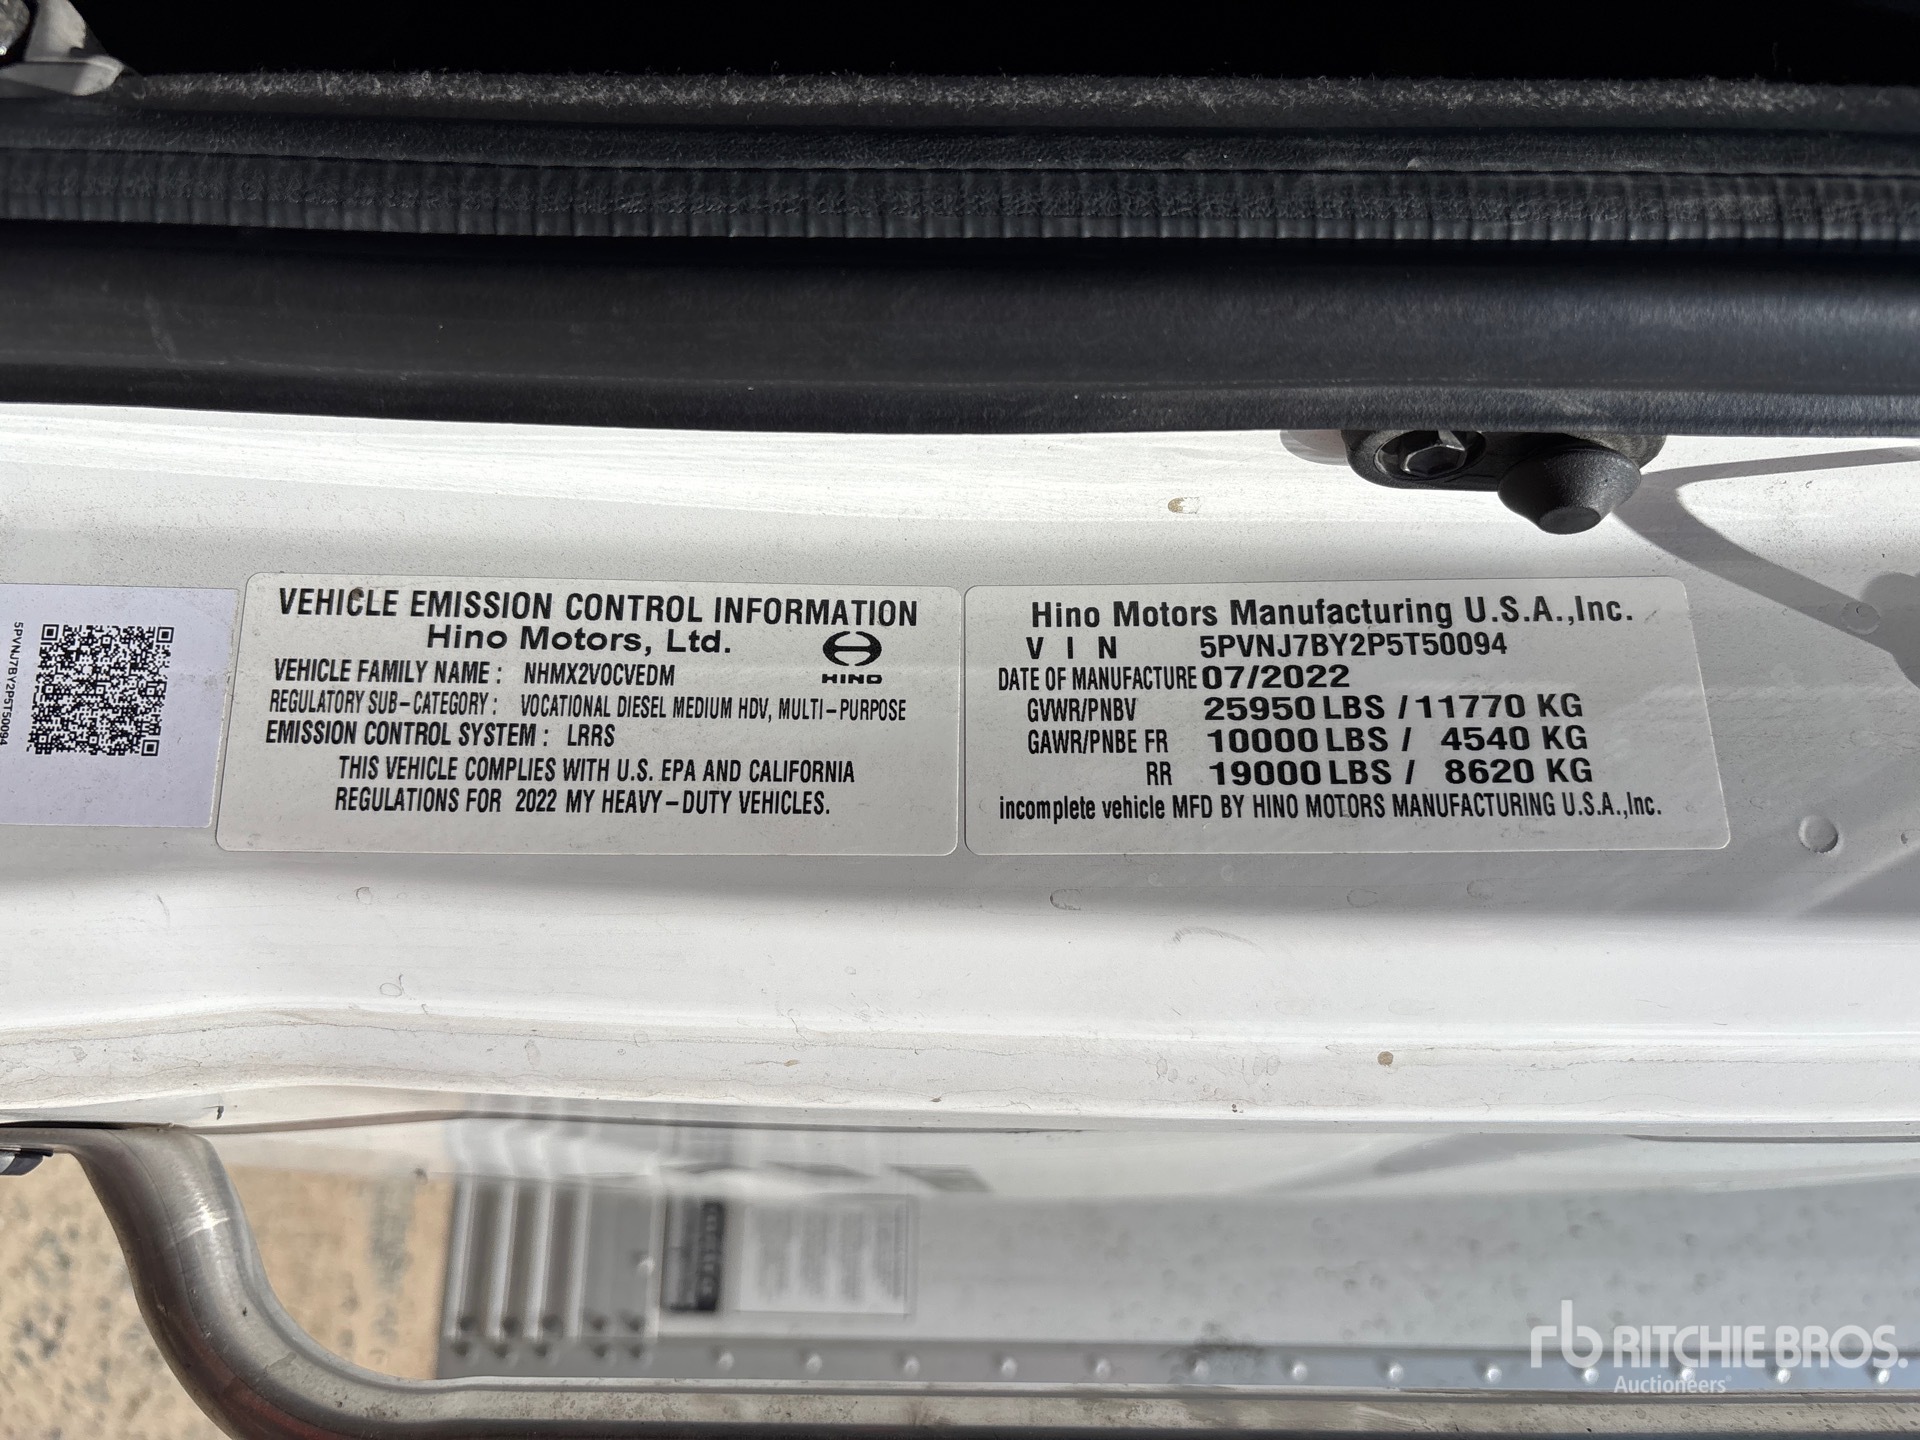 5PVNJ7BY2P5T50094
VEHICLE EMISSION CONTROL INFORMATION
Hino Motors, Ltd.
HINO
VEHICLE FAMILY NAME : NHMX2VOCVEDM
REGULATORY SUB-CATEGORY : VOCATIONAL DIESEL MEDIUM HDV, MULTI-PURPOSE
EMISSION CONTROL SYSTEM : LRRS
THIS VEHICLE COMPLIES WITH U.S. EPA AND CALIFORNIA
REGULATIONS FOR 2022 MY HEAVY-DUTY VEHICLES.
Hino Motors Manufacturing U.S.A.,Inc.
V I N 5PVNJ7BY2P5T50094
DATE OF MANUFACTURE 07/2022
GVWR/PNBV 25950 LBS / 11770 KG
GAWR/PNBE FR 10000 LBS / 4540 KG
RR 19000 LBS / 8620 KG
incomplete vehicle MFD BY HINO MOTORS MANUFACTURING U.S.A.,Inc.
rb RITCHIE BROS.
Auctioneers